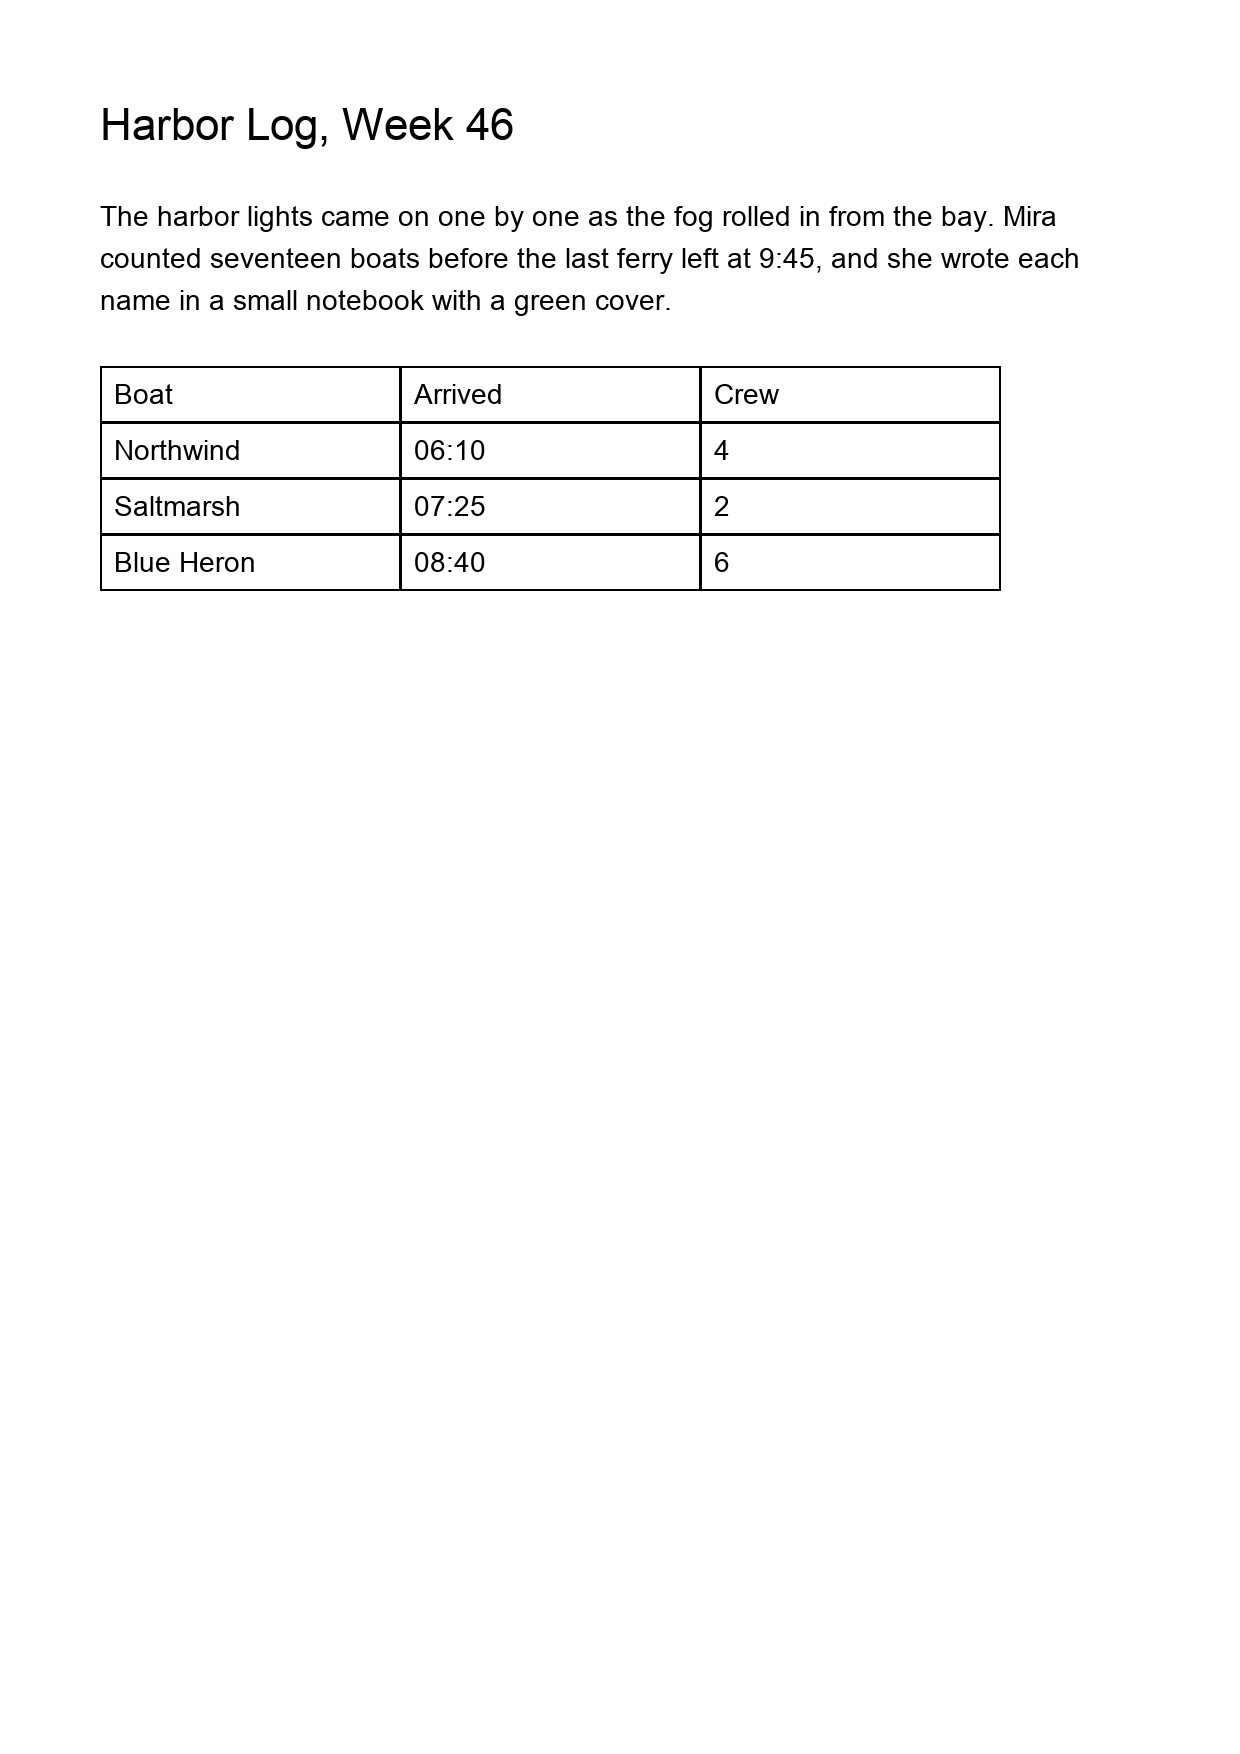 Harbor Log, Week 46
The harbor lights came on one by one as the fog rolled in from the bay. Mira
counted seventeen boats before the last ferry left at 9:45, and she wrote each
name in a small notebook with a green cover.
Boat Arrived Crew
Northwind 06:10 4
Saltmarsh 07:25 2
Blue Heron 08:40 6